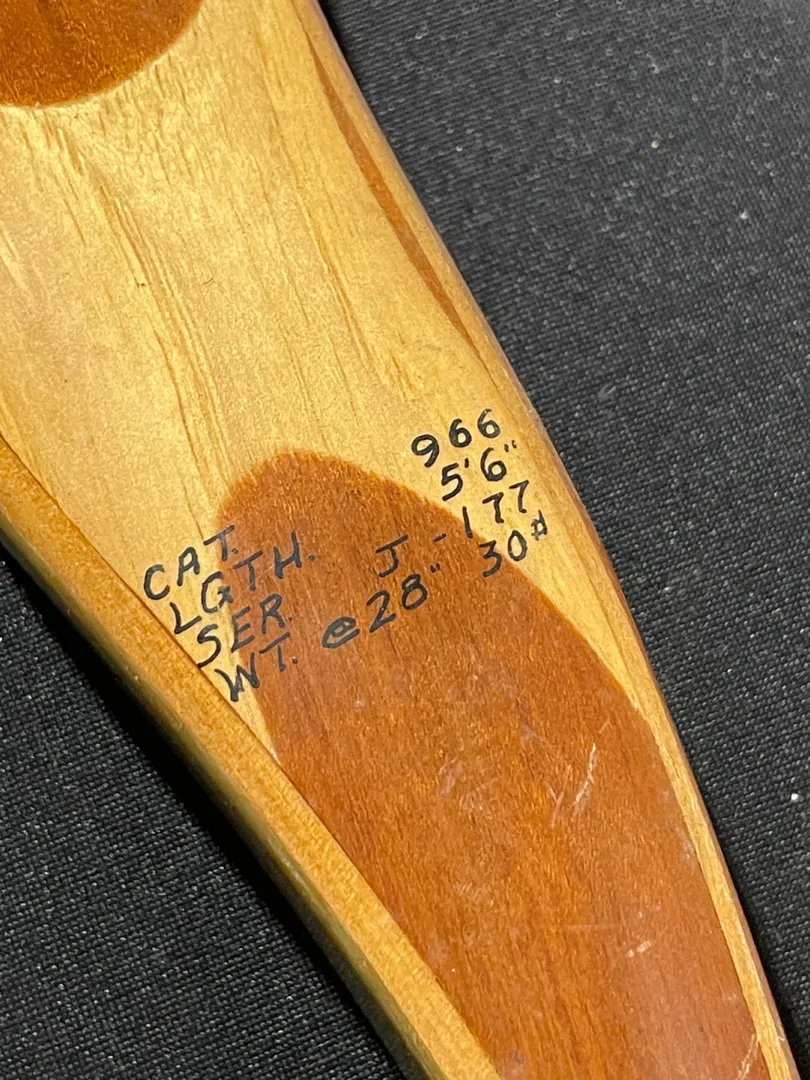 CAT. 966
LGTH. 5'6"
SER. J-177
WT. @28" 30#